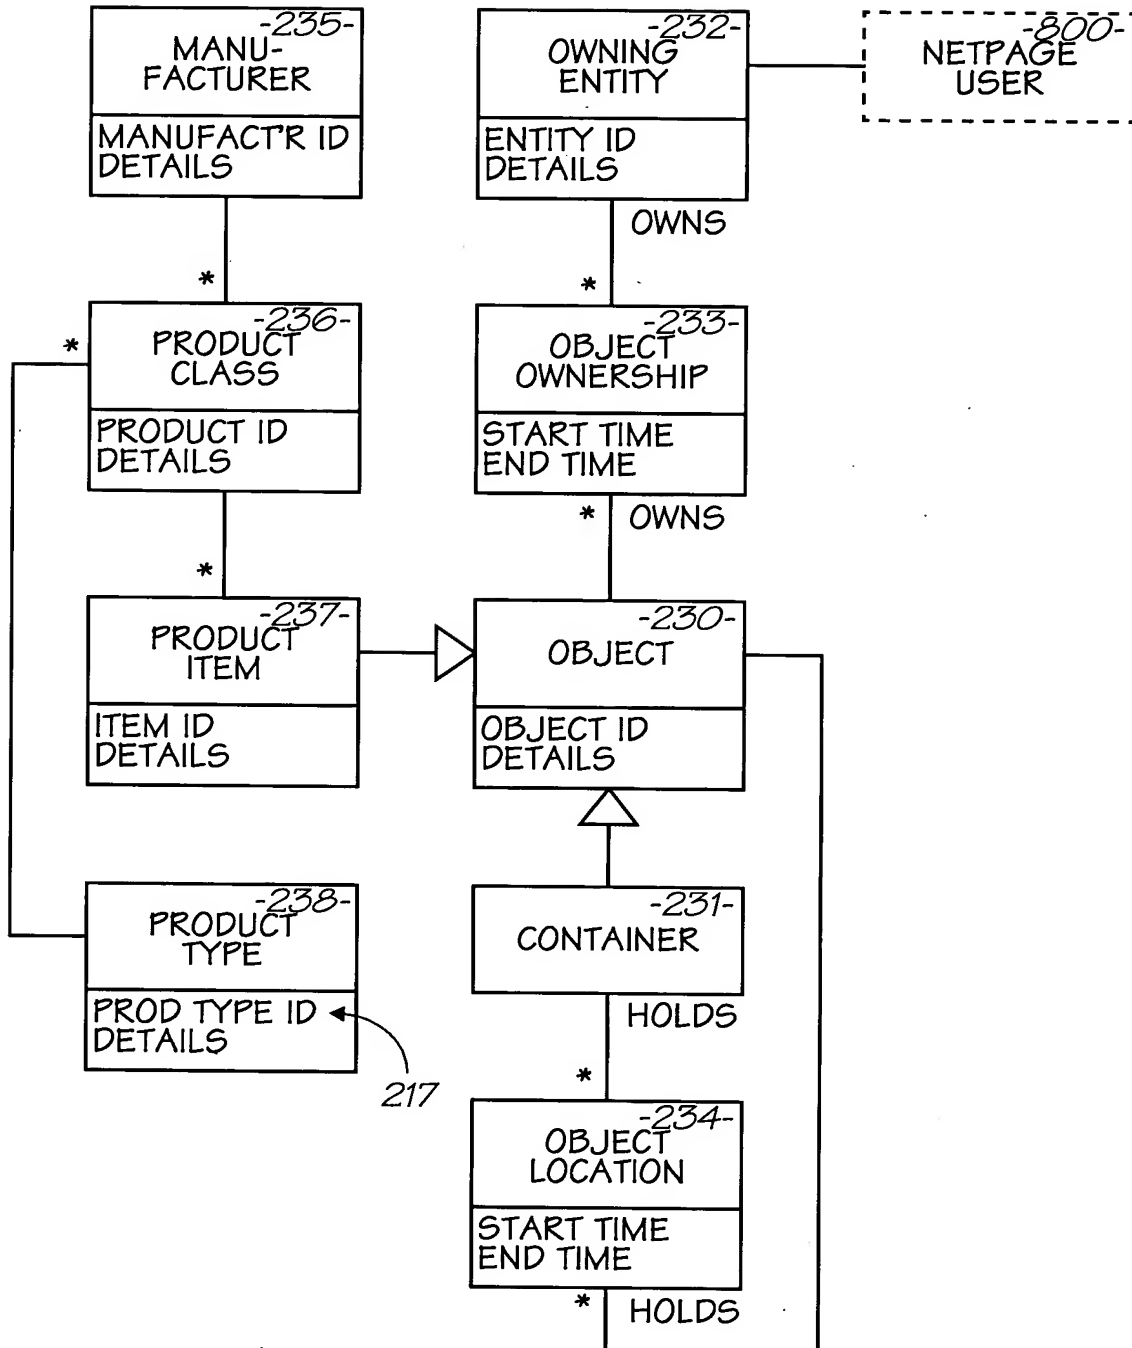 -235-
MANU-
FACTURER
MANUFACT'R ID
DETAILS
-232-
OWNING
ENTITY
ENTITY ID
DETAILS
-800-
NETPAGE
USER
OWNS
*
*
-236-
PRODUCT
CLASS
PRODUCT ID
DETAILS
*
-233-
OBJECT
OWNERSHIP
START TIME
END TIME
* OWNS
*
-237-
PRODUCT
ITEM
ITEM ID
DETAILS
-230-
OBJECT
OBJECT ID
DETAILS
-238-
PRODUCT
TYPE
PROD TYPE ID
DETAILS
217
-231-
CONTAINER
HOLDS
*
-234-
OBJECT
LOCATION
START TIME
END TIME
* HOLDS